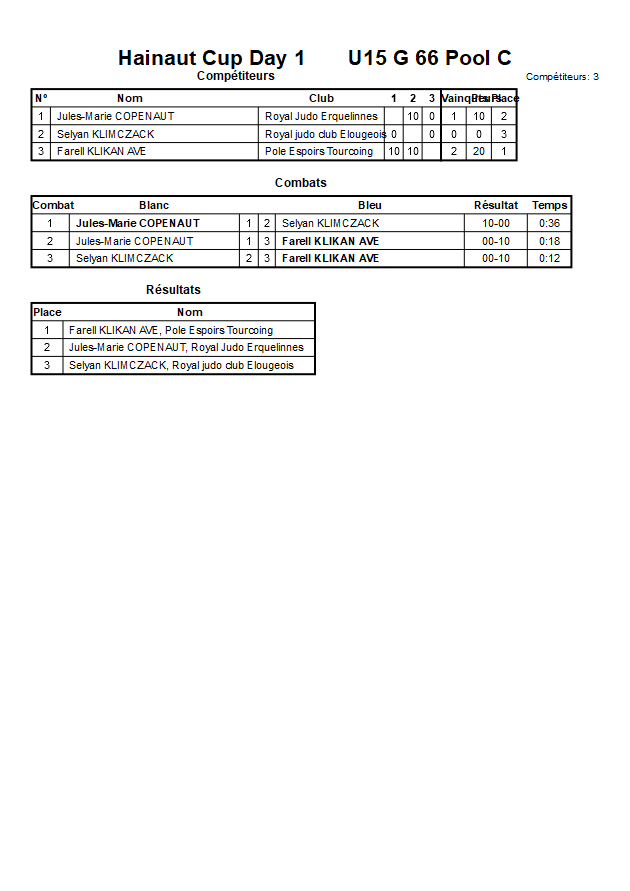 Hainaut Cup Day 1 U15 G 66 Pool C
Compétiteurs Compétiteurs: 3
Nº Nom Club 1 2 3 Vainqueurs Pts Place
1 Jules-Marie COPENAUT Royal Judo Erquelinnes 10 0 1 10 2
2 Selyan KLIMCZACK Royal judo club Elougeois 0 0 0 0 3
3 Farell KLIKAN AVE Pole Espoirs Tourcoing 10 10 2 20 1
Combats
Combat Blanc Bleu Résultat Temps
1 Jules-Marie COPENAUT 1 2 Selyan KLIMCZACK 10-00 0:36
2 Jules-Marie COPENAUT 1 3 Farell KLIKAN AVE 00-10 0:18
3 Selyan KLIMCZACK 2 3 Farell KLIKAN AVE 00-10 0:12
Résultats
Place Nom
1 Farell KLIKAN AVE, Pole Espoirs Tourcoing
2 Jules-Marie COPENAUT, Royal Judo Erquelinnes
3 Selyan KLIMCZACK, Royal judo club Elougeois